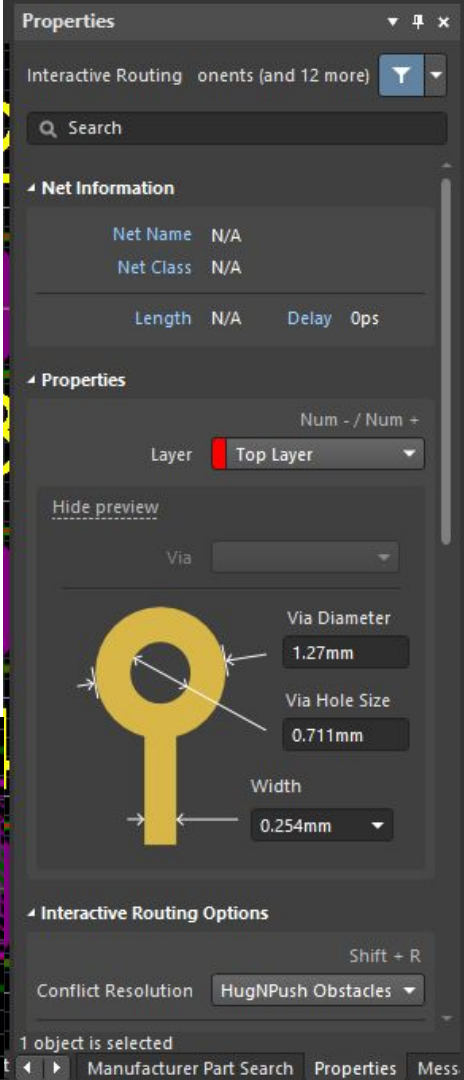 Properties
Interactive Routing onents (and 12 more)
Search
Net Information
Net Name N/A
Net Class N/A
Length N/A Delay 0ps
Properties
Num - / Num +
Layer Top Layer
Hide preview
Via
Via Diameter
1.27mm
Via Hole Size
0.711mm
Width
0.254mm
Interactive Routing Options
Shift + R
Conflict Resolution HugNPush Obstacles
1 object is selected
t Manufacturer Part Search Properties Mess